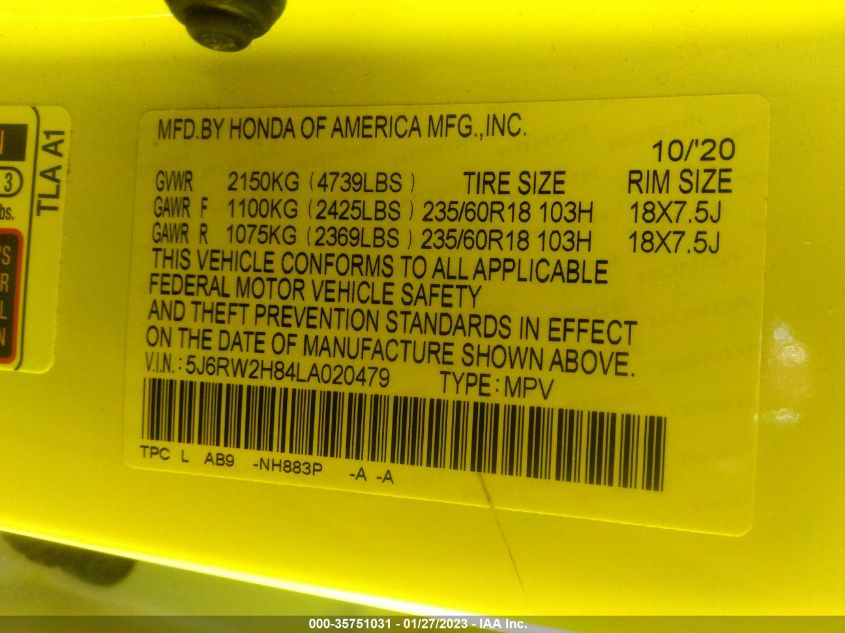 MFD.BY HONDA OF AMERICA MFG.,INC.
10/'20
GVWR 2150KG (4739LBS) TIRE SIZE RIM SIZE
GAWR F 1100KG (2425LBS) 235/60R18 103H 18X7.5J
GAWR R 1075KG (2369LBS) 235/60R18 103H 18X7.5J
THIS VEHICLE CONFORMS TO ALL APPLICABLE
FEDERAL MOTOR VEHICLE SAFETY
AND THEFT PREVENTION STANDARDS IN EFFECT
ON THE DATE OF MANUFACTURE SHOWN ABOVE.
V.I.N.: 5J6RW2H84LA020479 TYPE: MPV
TPC L AB9 -NH883P -A -A
TLA A1
3
lbs.
000-35751031 - 01/27/2023 - IAA Inc.